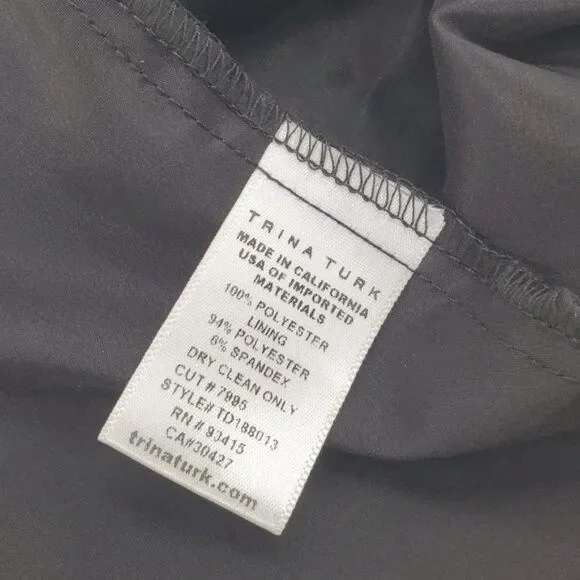 TRINA TURK
MADE IN CALIFORNIA
USA OF IMPORTED
MATERIALS
100% POLYESTER
LINING
94% POLYESTER
6% SPANDEX
DRY CLEAN ONLY
CUT # 7995
STYLE# TD188013
RN # 93415
CA#30427
trinaturk.com